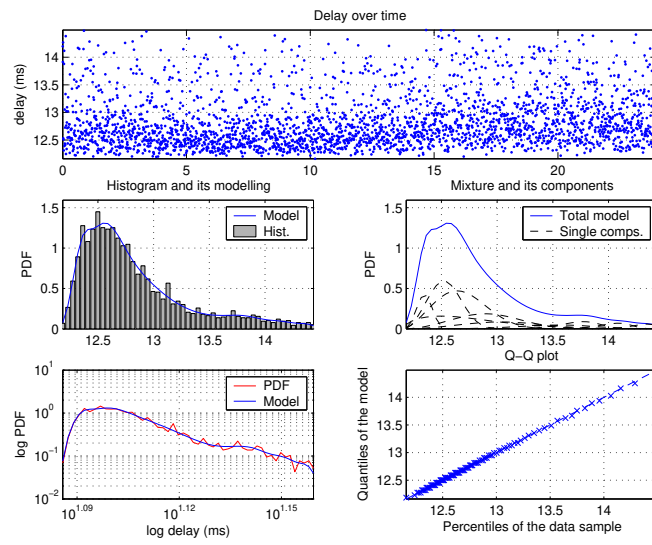 Delay over time
delay (ms)
14
13.5
13
12.5
0 5 10 15 20
Histogram and its modelling
Mixture and its components
PDF
1.5
1
0.5
0
Model
Hist.
12.5 13 13.5 14
PDF
1.5
1
0.5
0
Total model
Single comps.
12.5 13 13.5 14
Q−Q plot
log PDF
10^1
10^0
10^−1
10^−2
PDF
Model
10^1.09 10^1.12 10^1.15
log delay (ms)
Quantiles of the model
14
13.5
13
12.5
12.5 13 13.5 14
Percentiles of the data sample